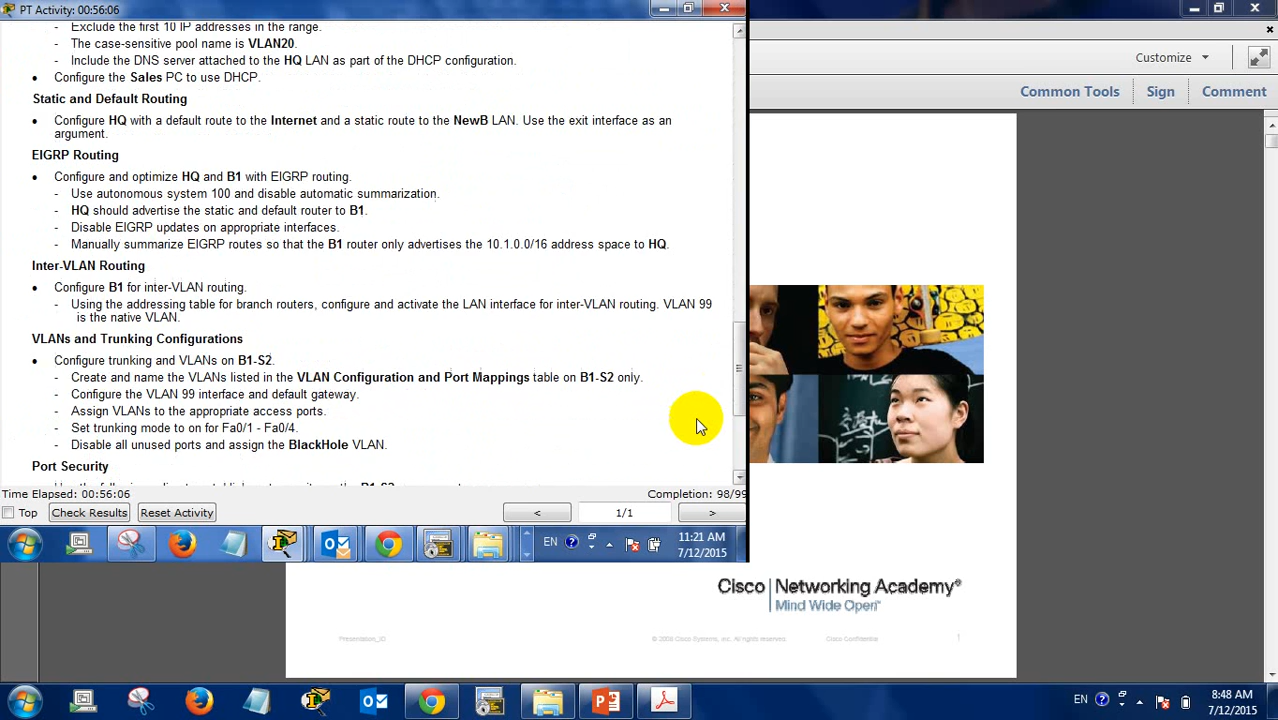 PT Activity: 00:56:06
- Exclude the first 10 IP addresses in the range.
- The case-sensitive pool name is VLAN20.
- Include the DNS server attached to the HQ LAN as part of the DHCP configuration.
• Configure the Sales PC to use DHCP.
Static and Default Routing
• Configure HQ with a default route to the Internet and a static route to the NewB LAN. Use the exit interface as an
argument.
EIGRP Routing
• Configure and optimize HQ and B1 with EIGRP routing.
- Use autonomous system 100 and disable automatic summarization.
- HQ should advertise the static and default router to B1.
- Disable EIGRP updates on appropriate interfaces.
- Manually summarize EIGRP routes so that the B1 router only advertises the 10.1.0.0/16 address space to HQ.
Inter-VLAN Routing
• Configure B1 for inter-VLAN routing.
- Using the addressing table for branch routers, configure and activate the LAN interface for inter-VLAN routing. VLAN 99
is the native VLAN.
VLANs and Trunking Configurations
• Configure trunking and VLANs on B1-S2.
- Create and name the VLANs listed in the VLAN Configuration and Port Mappings table on B1-S2 only.
- Configure the VLAN 99 interface and default gateway.
- Assign VLANs to the appropriate access ports.
- Set trunking mode to on for Fa0/1 - Fa0/4.
- Disable all unused ports and assign the BlackHole VLAN.
Port Security
Time Elapsed: 00:56:06
Completion: 98/99
Top
Check Results
Reset Activity
<
1/1
>
EN
11:21 AM
7/12/2015
Customize
Common Tools
Sign
Comment
Cisco Networking Academy®
Mind Wide Open™
Presentation_ID
© 2008 Cisco Systems, Inc. All rights reserved.
Cisco Confidential
1
EN
8:48 AM
7/12/2015